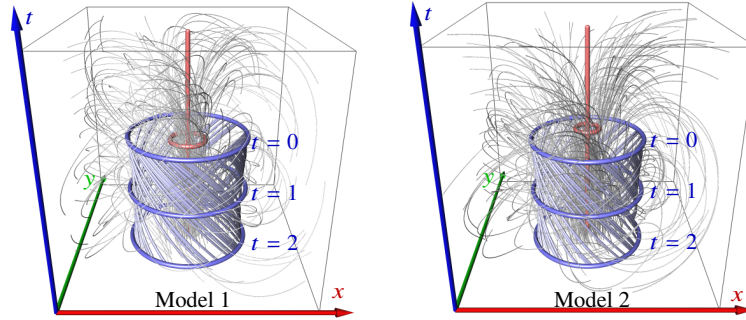 t
y
t = 0
t = 1
t = 2
Model 1
x
t
y
t = 0
t = 1
t = 2
Model 2
x